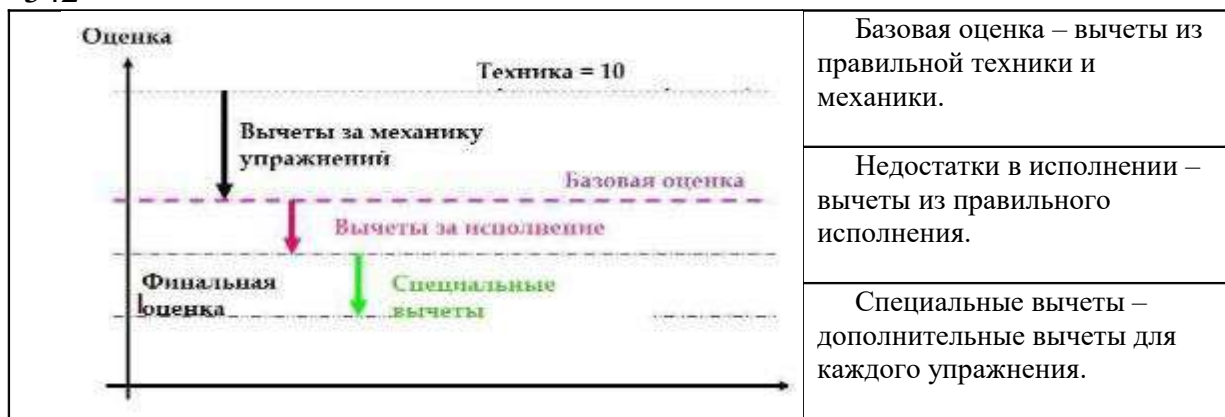 Оценка
Техника = 10
Вычеты за механику
упражнений
Базовая оценка
Вычеты за исполнение
Финальная
оценка
Специальные
вычеты
Базовая оценка – вычеты из
правильной техники и
механики.
Недостатки в исполнении –
вычеты из правильного
исполнения.
Специальные вычеты –
дополнительные вычеты для
каждого упражнения.